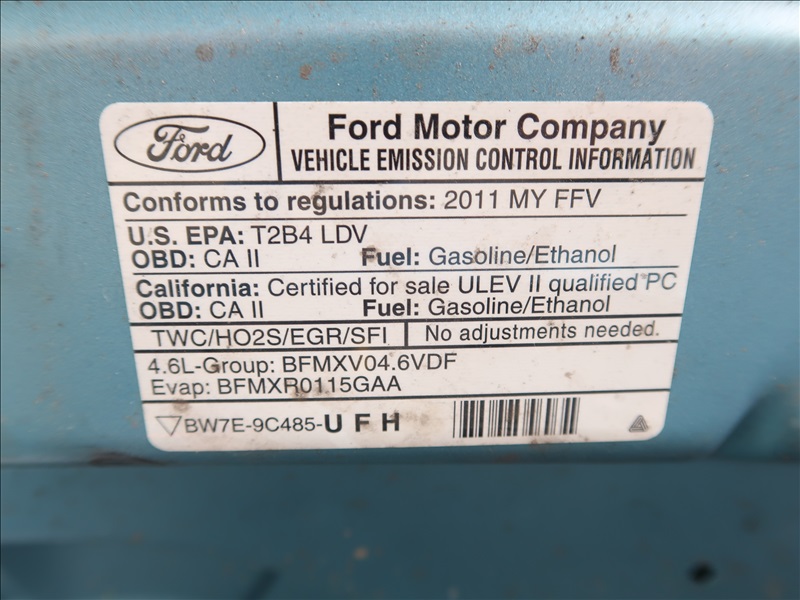 Ford
Ford Motor Company
VEHICLE EMISSION CONTROL INFORMATION
Conforms to regulations: 2011 MY FFV
U.S. EPA: T2B4 LDV
OBD: CA II Fuel: Gasoline/Ethanol
California: Certified for sale ULEV II qualified PC
OBD: CA II Fuel: Gasoline/Ethanol
TWC/HO2S/EGR/SFI No adjustments needed.
4.6L-Group: BFMXV04.6VDF
Evap: BFMXR0115GAA
BW7E-9C485-U F H